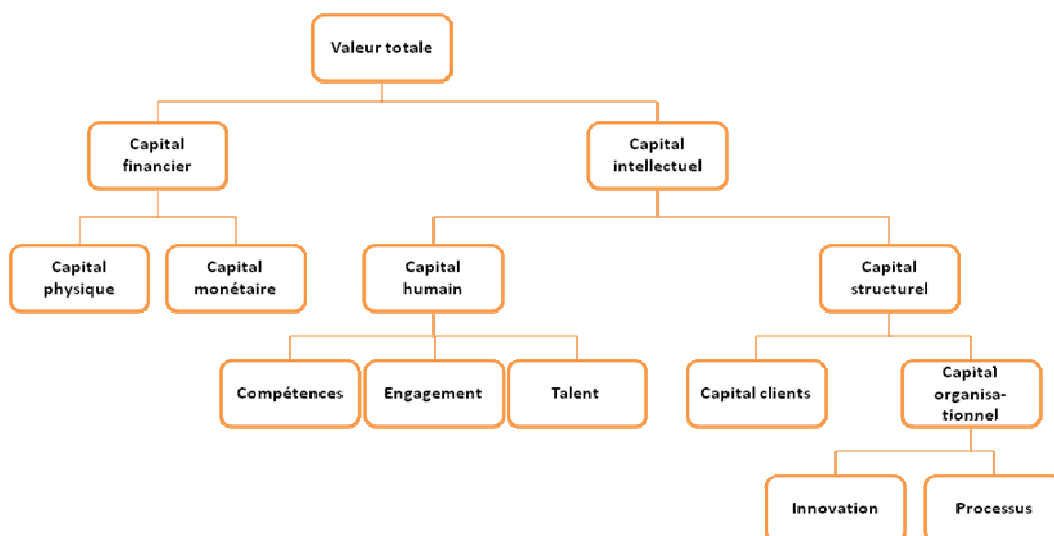 Valeur totale
Capital
financier
Capital
intellectuel
Capital
physique
Capital
monétaire
Capital
humain
Capital
structurel
Compétences
Engagement
Talent
Capital clients
Capital
organisa-
tionnel
Innovation
Processus